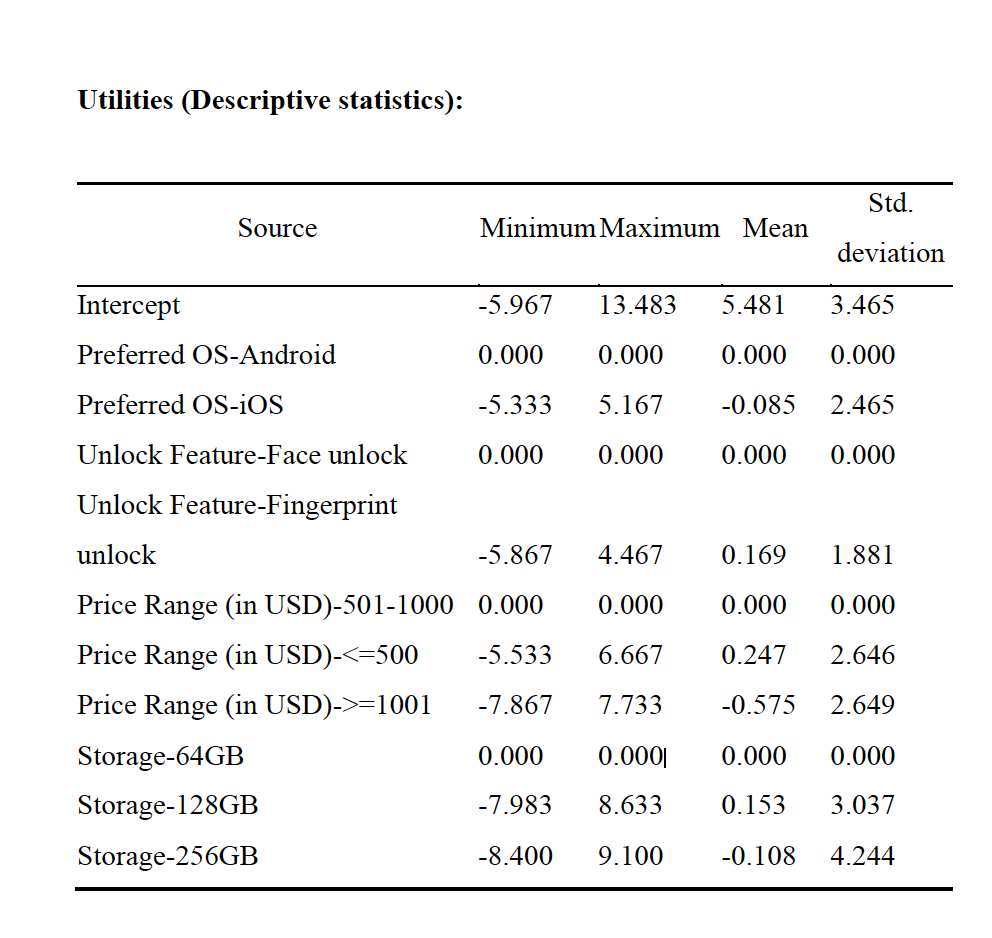 Utilities (Descriptive statistics):
Source Minimum Maximum Mean Std. deviation
Intercept -5.967 13.483 5.481 3.465
Preferred OS-Android 0.000 0.000 0.000 0.000
Preferred OS-iOS -5.333 5.167 -0.085 2.465
Unlock Feature-Face unlock 0.000 0.000 0.000 0.000
Unlock Feature-Fingerprint
unlock -5.867 4.467 0.169 1.881
Price Range (in USD)-501-1000 0.000 0.000 0.000 0.000
Price Range (in USD)-<=500 -5.533 6.667 0.247 2.646
Price Range (in USD)->=1001 -7.867 7.733 -0.575 2.649
Storage-64GB 0.000 0.000 0.000 0.000
Storage-128GB -7.983 8.633 0.153 3.037
Storage-256GB -8.400 9.100 -0.108 4.244